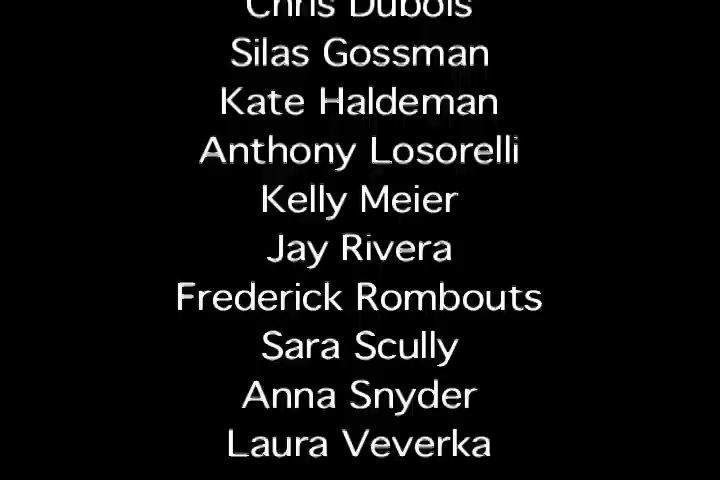 Chris Dubois
Silas Gossman
Kate Haldeman
Anthony Losorelli
Kelly Meier
Jay Rivera
Frederick Rombouts
Sara Scully
Anna Snyder
Laura Veverka